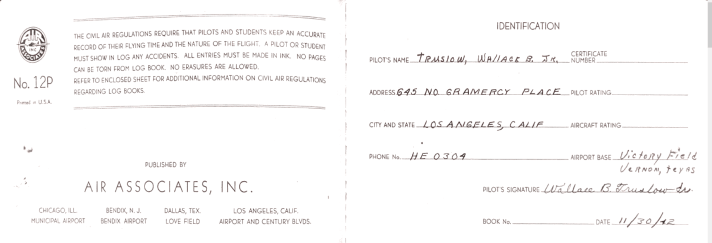 THE CIVIL AIR REGULATIONS REQUIRE THAT PILOTS AND STUDENTS KEEP AN ACCURATE
RECORD OF THEIR FLYING TIME AND THE NATURE OF THE FLIGHT. A PILOT OR STUDENT
MUST SHOW IN LOG ANY ACCIDENTS. ALL ENTRIES MUST BE MADE IN INK. NO PAGES
CAN BE TORN FROM LOG BOOK. NO ERASURES ARE ALLOWED.
REFER TO ENCLOSED SHEET FOR ADDITIONAL INFORMATION ON CIVIL AIR REGULATIONS
REGARDING LOG BOOKS.
No. 12P
Printed in U.S.A.
PUBLISHED BY
AIR ASSOCIATES, INC.
CHICAGO, ILL. BENDIX, N. J. DALLAS, TEX. LOS ANGELES, CALIF.
MUNICIPAL AIRPORT BENDIX AIRPORT LOVE FIELD AIRPORT AND CENTURY BLVDS.
IDENTIFICATION
PILOT'S NAME TRUSLOW, WALLACE B. JR. CERTIFICATE NUMBER
ADDRESS 645 NO GRAMERCY PLACE PILOT RATING
CITY AND STATE LOS ANGELES, CALIF AIRCRAFT RATING
PHONE No. HE 0304 AIRPORT BASE Victory Field
VERNON, TEXAS
PILOT'S SIGNATURE Wallace B. Truslow Jr.
BOOK No. DATE 11/30/42